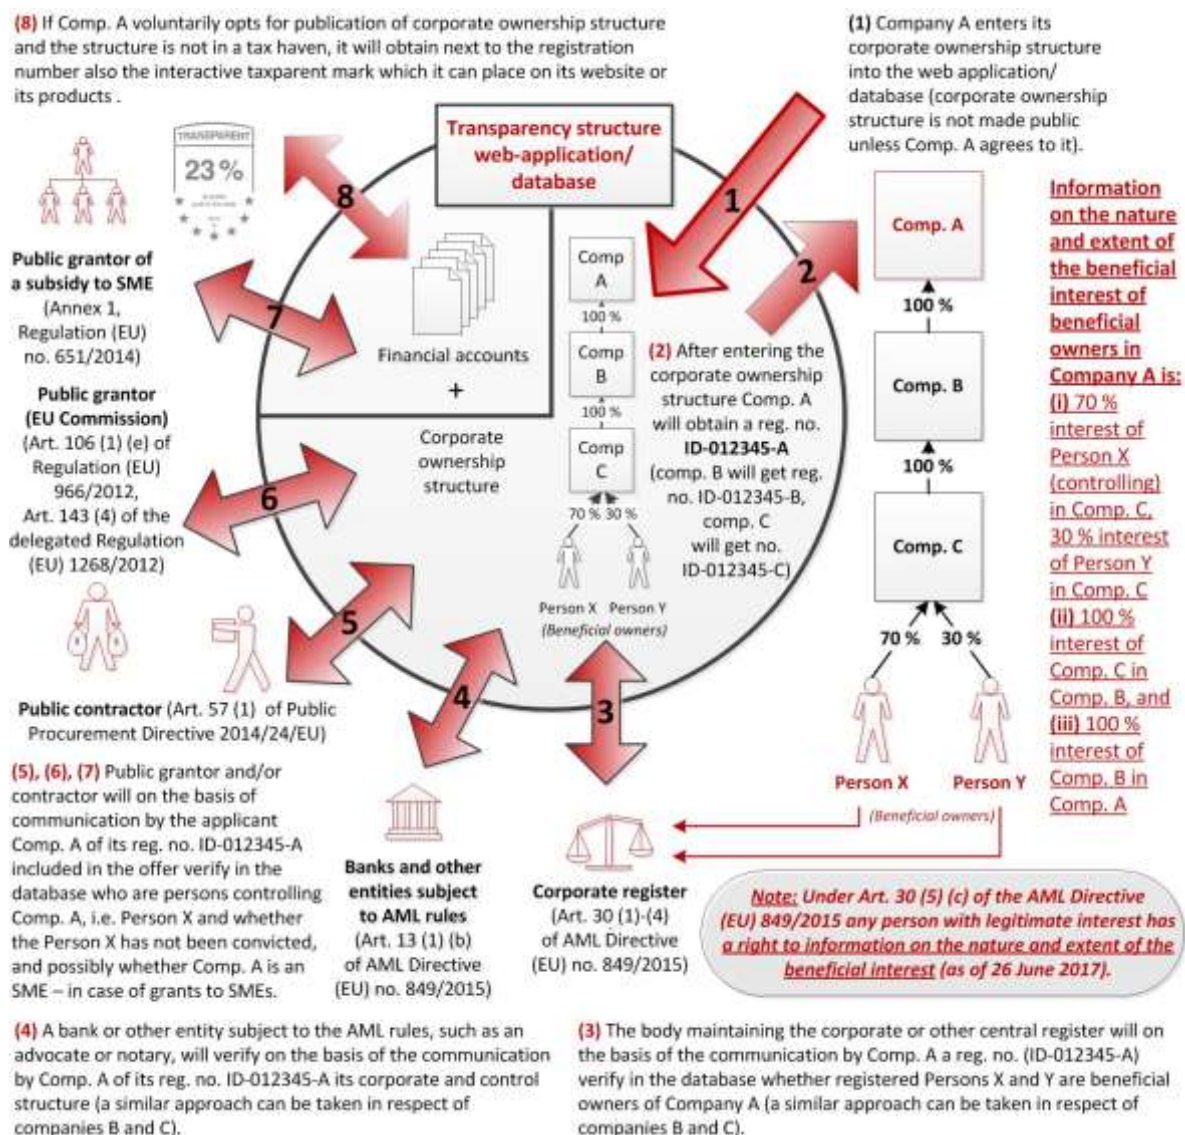 (8) If Comp. A voluntarily opts for publication of corporate ownership structure
and the structure is not in a tax haven, it will obtain next to the registration
number also the interactive taxparent mark which it can place on its website or
its products .
(1) Company A enters its
corporate ownership structure
into the web application/
database (corporate ownership
structure is not made public
unless Comp. A agrees to it).
TRANSPARENT
23 %
Transparency structure
web-application/
database
8
1
2
7
6
5
4
3
Public grantor of
a subsidy to SME
(Annex 1,
Regulation (EU)
no. 651/2014)
Public grantor
(EU Commission)
(Art. 106 (1) (e) of
Regulation (EU)
966/2012,
Art. 143 (4) of the
delegated Regulation
(EU) 1268/2012)
Public contractor (Art. 57 (1) of Public
Procurement Directive 2014/24/EU)
Financial accounts
+
Corporate
ownership
structure
Comp
A
100 %
Comp
B
100 %
Comp
C
70 % 30 %
Person X Person Y
(Beneficial owners)
(2) After entering the
corporate ownership
structure Comp. A
will obtain a reg. no.
ID-012345-A
(comp. B will get reg.
no. ID-012345-B,
comp. C
will get no.
ID-012345-C)
Comp. A
100 %
Comp. B
100 %
Comp. C
70 % 30 %
Person X Person Y
(Beneficial owners)
Information
on the nature
and extent of
the beneficial
interest of
beneficial
owners in
Company A is:
(i) 70 %
interest of
Person X
(controlling)
in Comp. C,
30 % interest
of Person Y
in Comp. C
(ii) 100 %
interest of
Comp. C in
Comp. B, and
(iii) 100 %
interest of
Comp. B in
Comp. A
(5), (6), (7) Public grantor and/or
contractor will on the basis of
communication by the applicant
Comp. A of its reg. no. ID-012345-A
included in the offer verify in the
database who are persons controlling
Comp. A, i.e. Person X and whether
the Person X has not been convicted,
and possibly whether Comp. A is an
SME – in case of grants to SMEs.
Banks and other
entities subject
to AML rules
(Art. 13 (1) (b)
of AML Directive
(EU) no. 849/2015)
Corporate register
(Art. 30 (1)-(4)
of AML Directive
(EU) no. 849/2015)
Note: Under Art. 30 (5) (c) of the AML Directive
(EU) 849/2015 any person with legitimate interest has
a right to information on the nature and extent of the
beneficial interest (as of 26 June 2017).
(4) A bank or other entity subject to the AML rules, such as an
advocate or notary, will verify on the basis of the communication
by Comp. A of its reg. no. ID-012345-A its corporate and control
structure (a similar approach can be taken in respect of
companies B and C).
(3) The body maintaining the corporate or other central register will on
the basis of the communication by Comp. A a reg. no. (ID-012345-A)
verify in the database whether registered Persons X and Y are beneficial
owners of Company A (a similar approach can be taken in respect of
companies B and C).